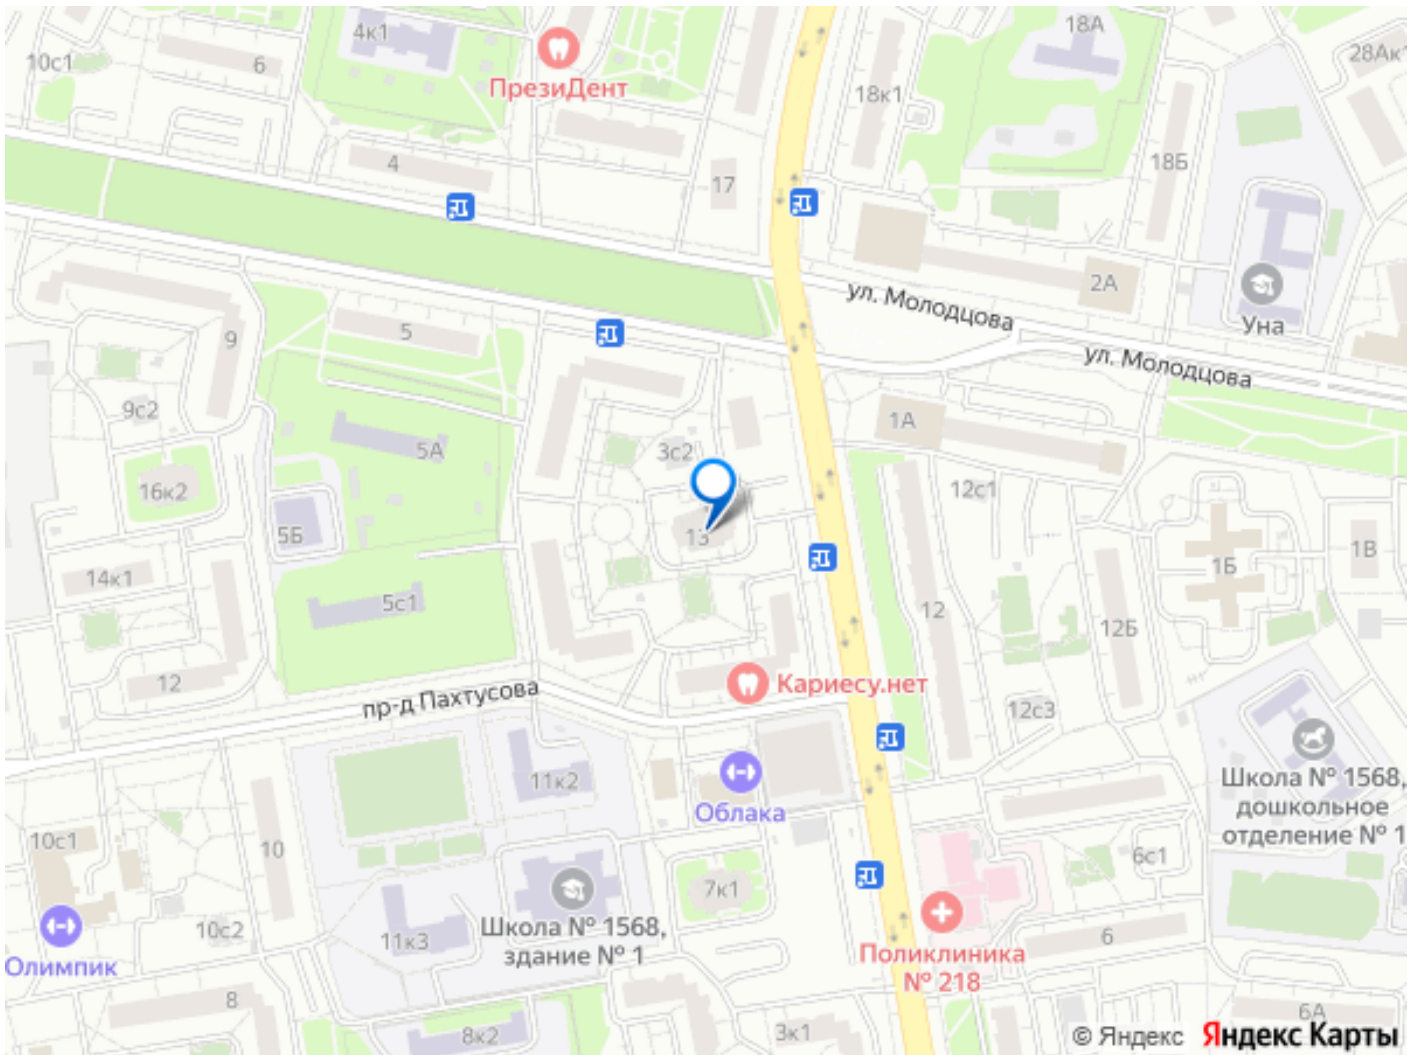 4к1
18А
10с1
6
ПрезиДент
28Ак1
18к1
4
17
18Б
2А
ул. Молодцова
Уна
9
5
ул. Молодцова
9с2
5А
3с2
1А
16к2
12с1
5Б
13
1Б
1В
14к1
5с1
12
12Б
12
Кариесу.нет
пр-д Пахтусова
12с3
11к2
Облака
Школа № 1568,
дошкольное
отделение № 1
10с1
10
6с1
7к1
Школа № 1568,
здание № 1
10с2
11к3
6
Поликлиника
№ 218
Олимпик
8
8к2
3к1
6А
© Яндекс Яндекс Карты